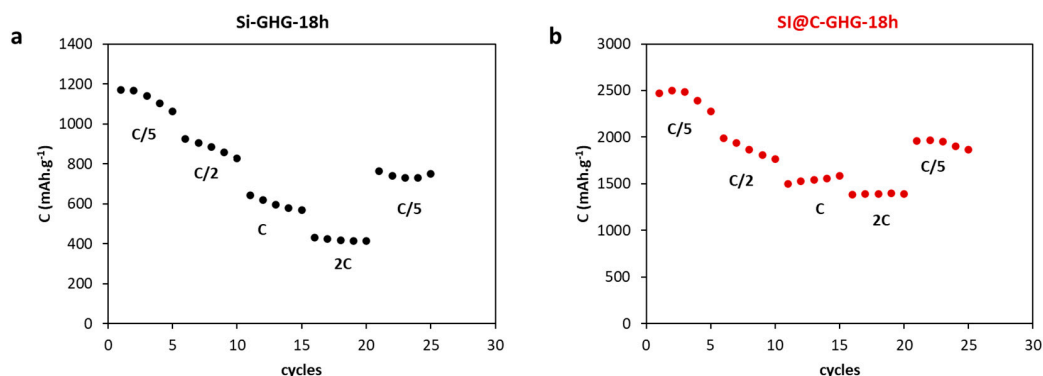 Si-GHG-18h
a
1400
1200
1000
800
600
400
200
0
C (mAh.g-1)
C/5
C/2
C
2C
C/5
0 5 10 15 20 25 30
cycles
SI@C-GHG-18h
b
3000
2500
2000
1500
1000
500
0
C (mAh.g-1)
C/5
C/2
C
2C
C/5
0 5 10 15 20 25 30
cycles